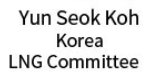 Yun Seok Koh
Korea
LNG Committee